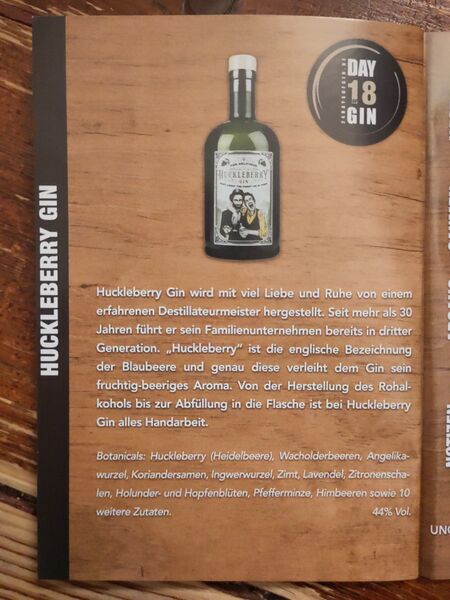 DAY
18
GIN
HUCKLEBERRY
GIN
HUCKLEBERRY GIN
Huckleberry Gin wird mit viel Liebe und Ruhe von einem
erfahrenen Destillateurmeister hergestellt. Seit mehr als 30
Jahren führt er sein Familienunternehmen bereits in dritter
Generation. „Huckleberry“ ist die englische Bezeichnung
der Blaubeere und genau diese verleiht dem Gin sein
fruchtig-beeriges Aroma. Von der Herstellung des Rohal-
kohols bis zur Abfüllung in die Flasche ist bei Huckleberry
Gin alles Handarbeit.
Botanicals: Huckleberry (Heidelbeere), Wacholderbeeren, Angelika-
wurzel, Koriandersamen, Ingwerwurzel, Zimt, Lavendel, Zitronenscha-
len, Holunder- und Hopfenblüten, Pfefferminze, Himbeeren sowie 10
weitere Zutaten. 44% Vol.